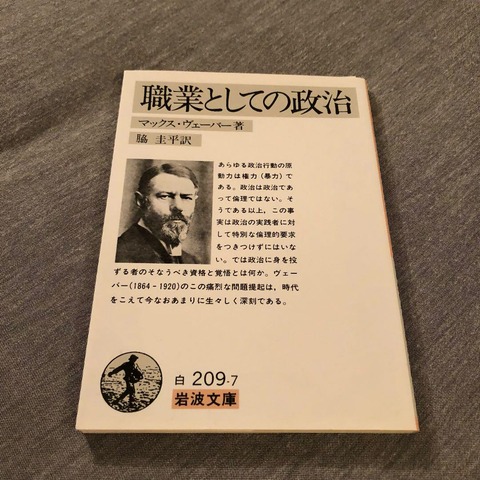 職業としての政治
マックス・ヴェーバー著
脇 圭平訳
あらゆる政治行動の原
動力は権力(暴力)で
ある。政治は政治であ
って倫理ではない。そ
うである以上，この事
実は政治の実践者に対
して特別な倫理的要求
をつきつけずにはいな
い。では政治に身を投
ずる者のそなうべき資格と覚悟とは何か。ヴェー
バー(1864-1920)のこの痛烈な問題提起は，時代
をこえて今なおあまりに生々しく深刻である。
白 209-7
岩波文庫